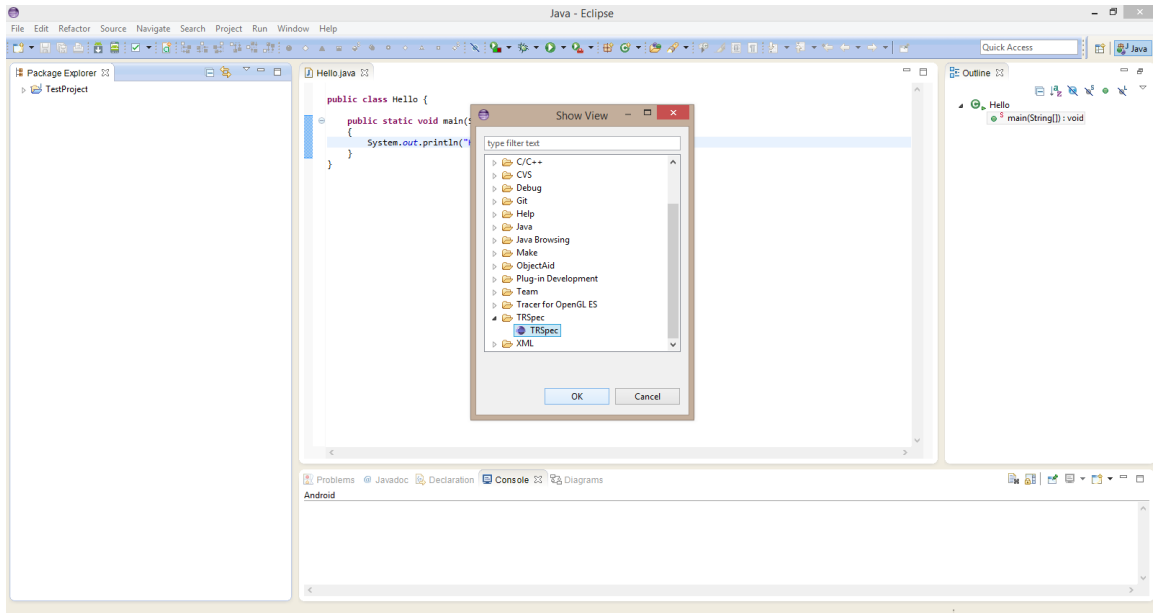 Java - Eclipse
File Edit Refactor Source Navigate Search Project Run Window Help
Quick Access
Java
Package Explorer
TestProject
Hello.java
public class Hello {
public static void main(S
{
System.out.println("
}
}
Show View
type filter text
C/C++
CVS
Debug
Git
Help
Java
Java Browsing
Make
ObjectAid
Plug-in Development
Team
Tracer for OpenGL ES
TRSpec
TRSpec
XML
OK Cancel
Outline
Hello
main(String[]) : void
Problems @ Javadoc Declaration Console Diagrams
Android